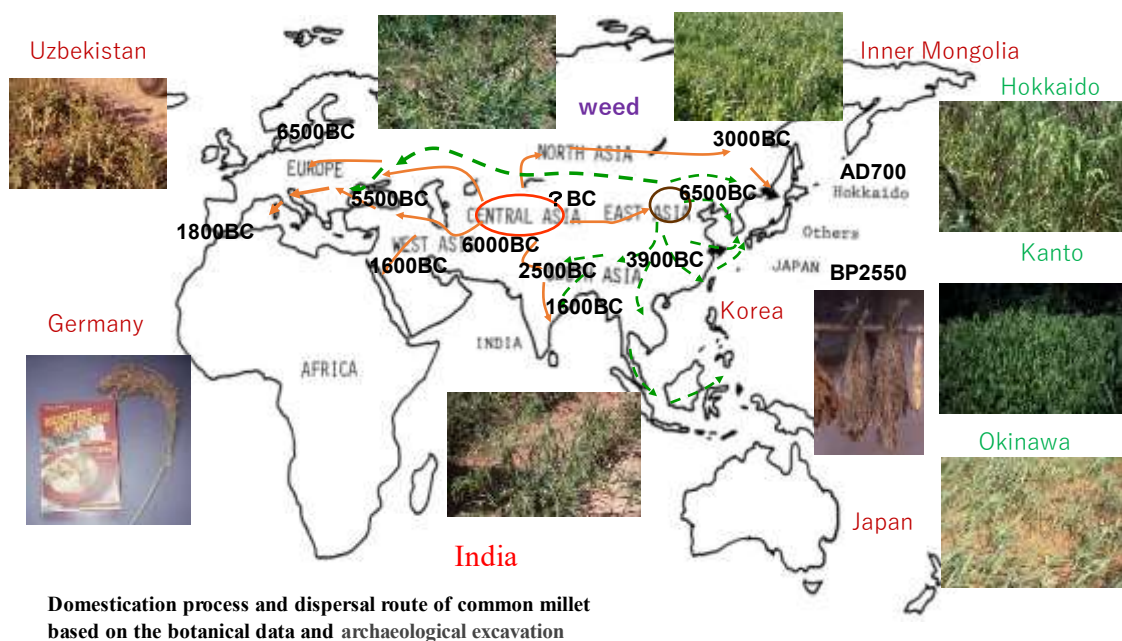 Uzbekistan
weed
Inner Mongolia
Hokkaido
6500BC
EUROPE
NORTH ASIA
3000BC
AD700
Hokkaido
5500BC
? BC
CENTRAL ASIA
EAST ASIA
6500BC
1800BC
WEST ASI
6000BC
Others
1600BC
2500BC
SOUTH ASIA
3900BC
JAPAN
BP2550
Kanto
1600BC
Korea
Germany
INDIA
AFRICA
Okinawa
Japan
India
Domestication process and dispersal route of common millet
based on the botanical data and archaeological excavation